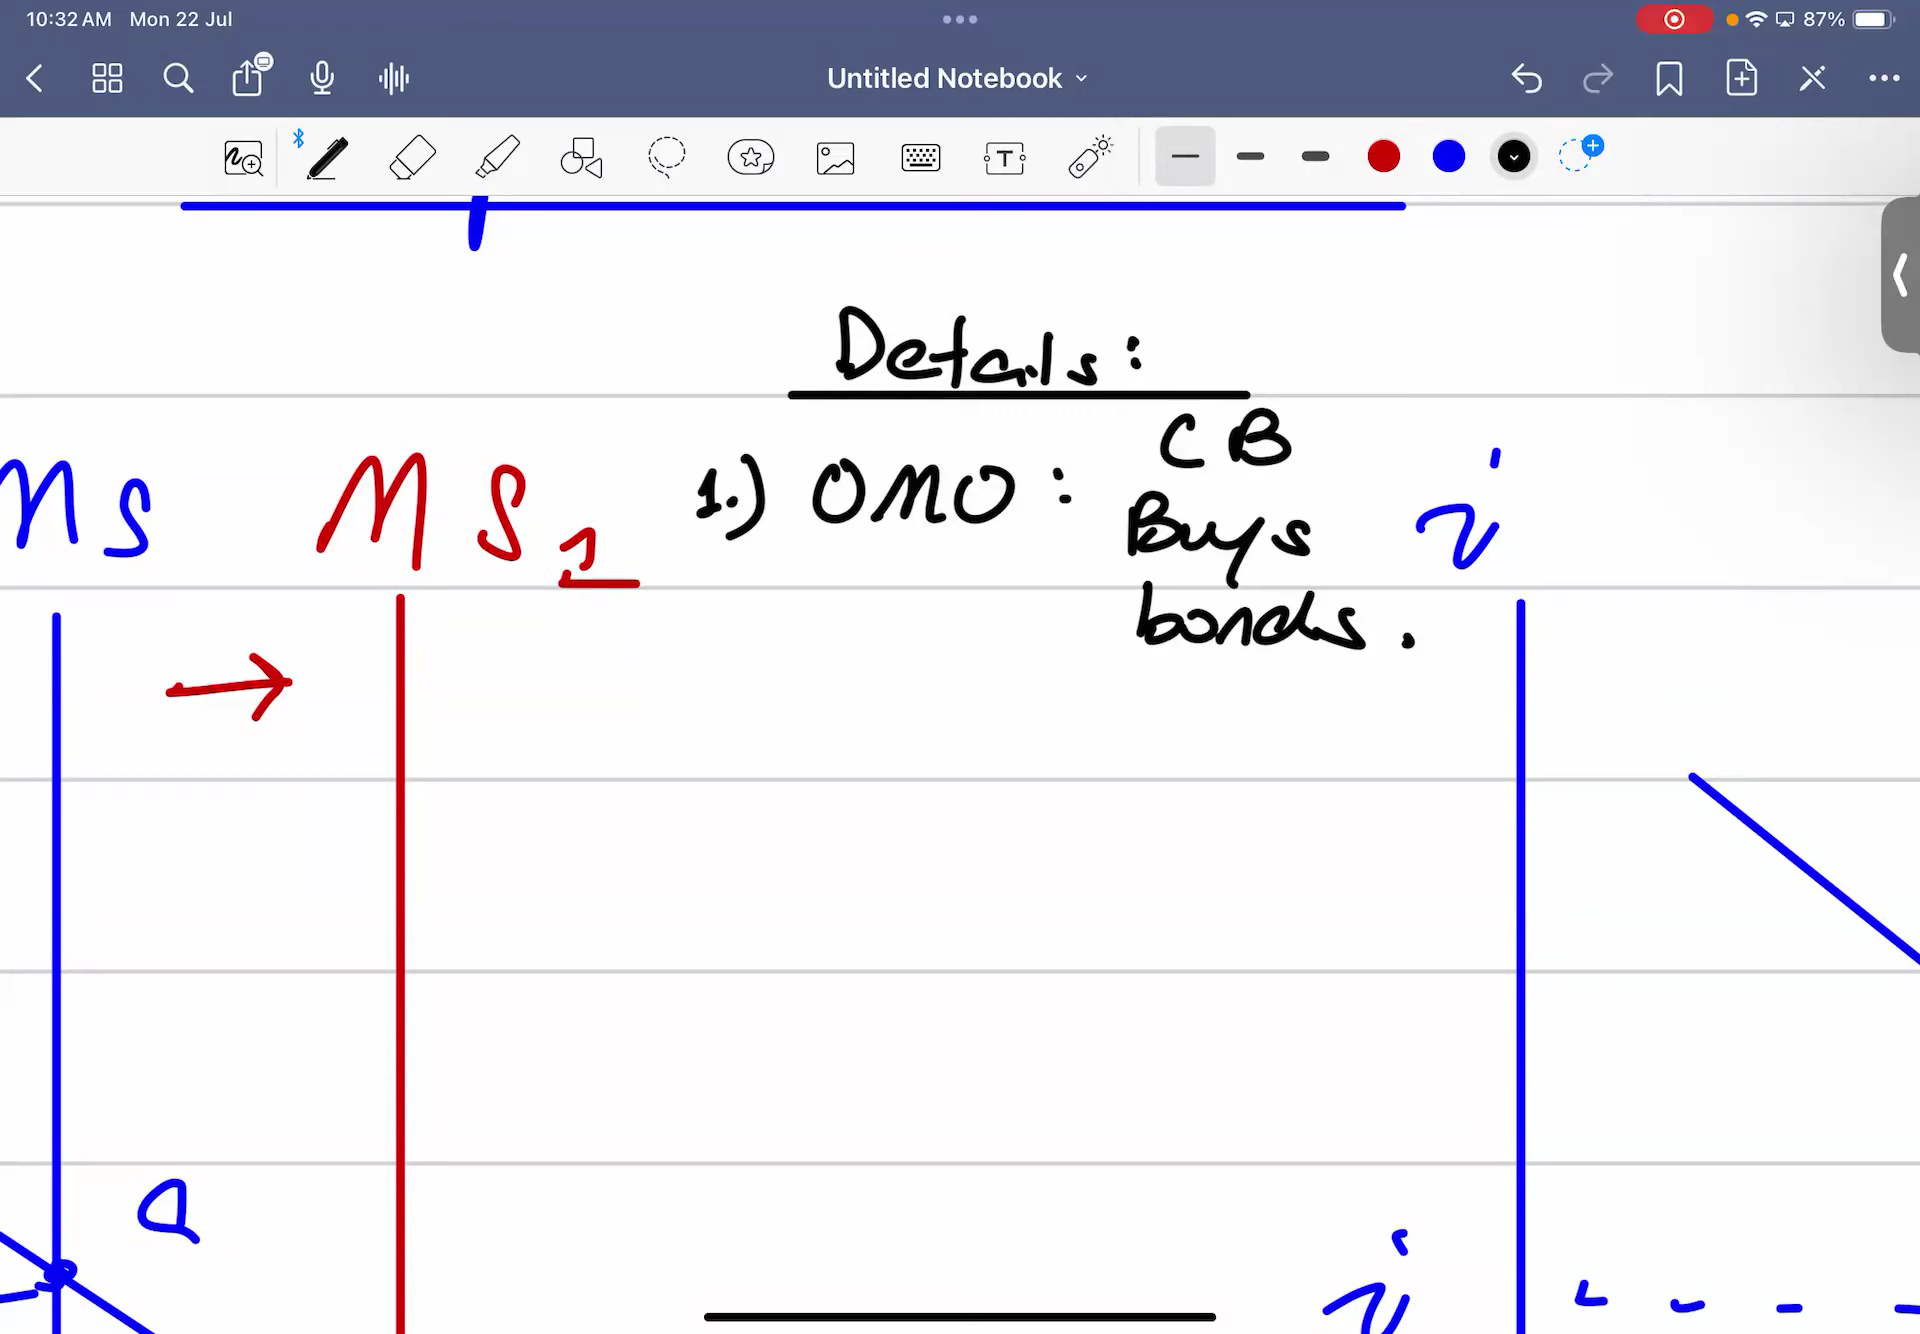 10:32 AM Mon 22 Jul
87%
Untitled Notebook
T
Details:
Ms MS1 1.) OMO: CB
Buys
bonds.
i
a
i